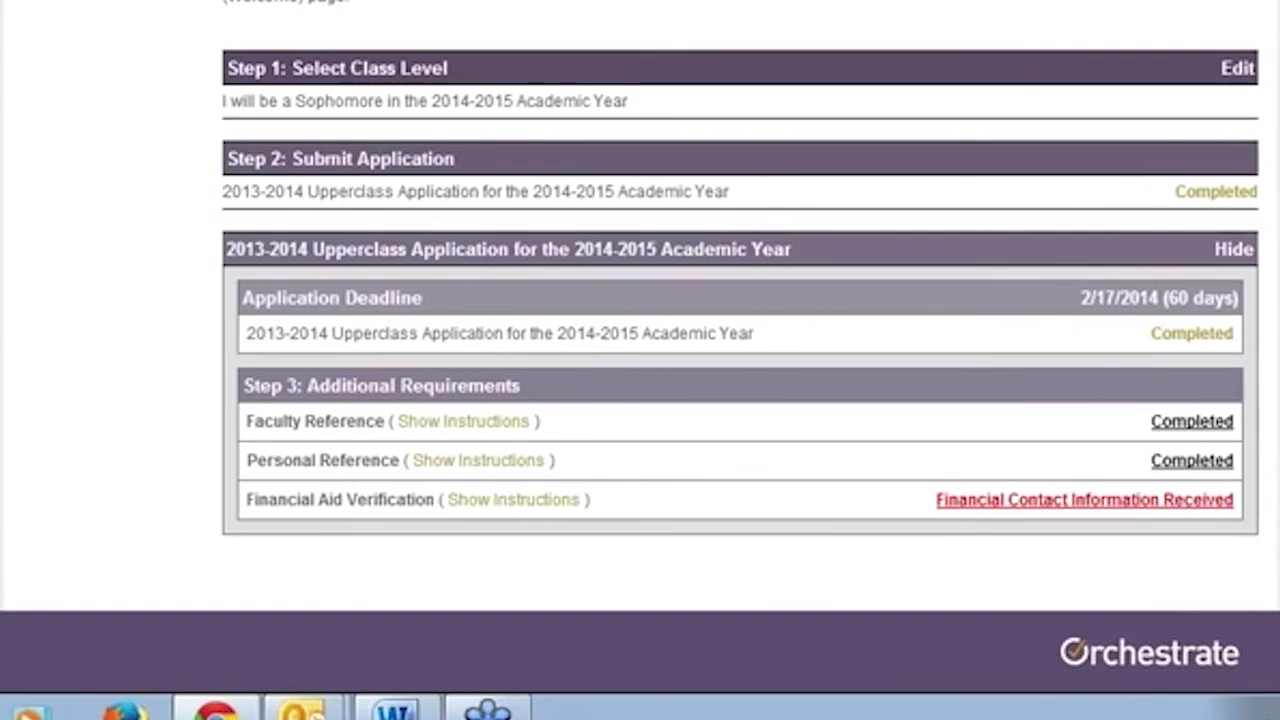 (Welcome) page.
Step 1: Select Class Level Edit
I will be a Sophomore in the 2014-2015 Academic Year
Step 2: Submit Application
2013-2014 Upperclass Application for the 2014-2015 Academic Year Completed
2013-2014 Upperclass Application for the 2014-2015 Academic Year Hide
Application Deadline 2/17/2014 (60 days)
2013-2014 Upperclass Application for the 2014-2015 Academic Year Completed
Step 3: Additional Requirements
Faculty Reference ( Show Instructions ) Completed
Personal Reference ( Show Instructions ) Completed
Financial Aid Verification ( Show Instructions ) Financial Contact Information Received
Orchestrate